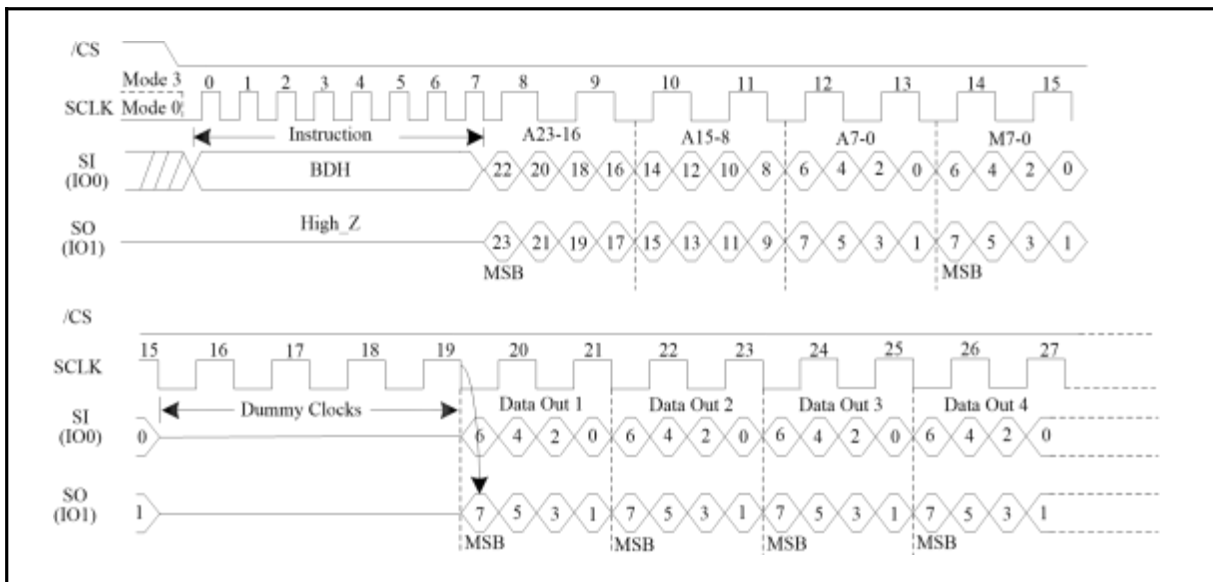 /CS
Mode 3 0 1 2 3 4 5 6 7 8 9 10 11 12 13 14 15
SCLK Mode 0
Instruction A23-16 A15-8 A7-0 M7-0
SI
(IO0) BDH 22 20 18 16 14 12 10 8 6 4 2 0 6 4 2 0
High_Z
SO
(IO1) 23 21 19 17 15 13 11 9 7 5 3 1 7 5 3 1
MSB MSB
/CS
15 16 17 18 19 20 21 22 23 24 25 26 27
SCLK
Dummy Clocks Data Out 1 Data Out 2 Data Out 3 Data Out 4
SI
(IO0) 0 6 4 2 0 6 4 2 0 6 4 2 0 6 4 2 0
SO
(IO1) 1 7 5 3 1 7 5 3 1 7 5 3 1 7 5 3 1
MSB MSB MSB MSB